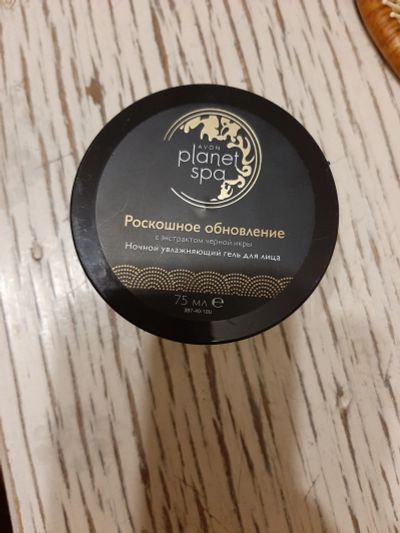 AVON
planet
spa
Роскошное обновление
с экстрактом черной икры
Ночной увлажняющий гель для лица
75 мл ℮